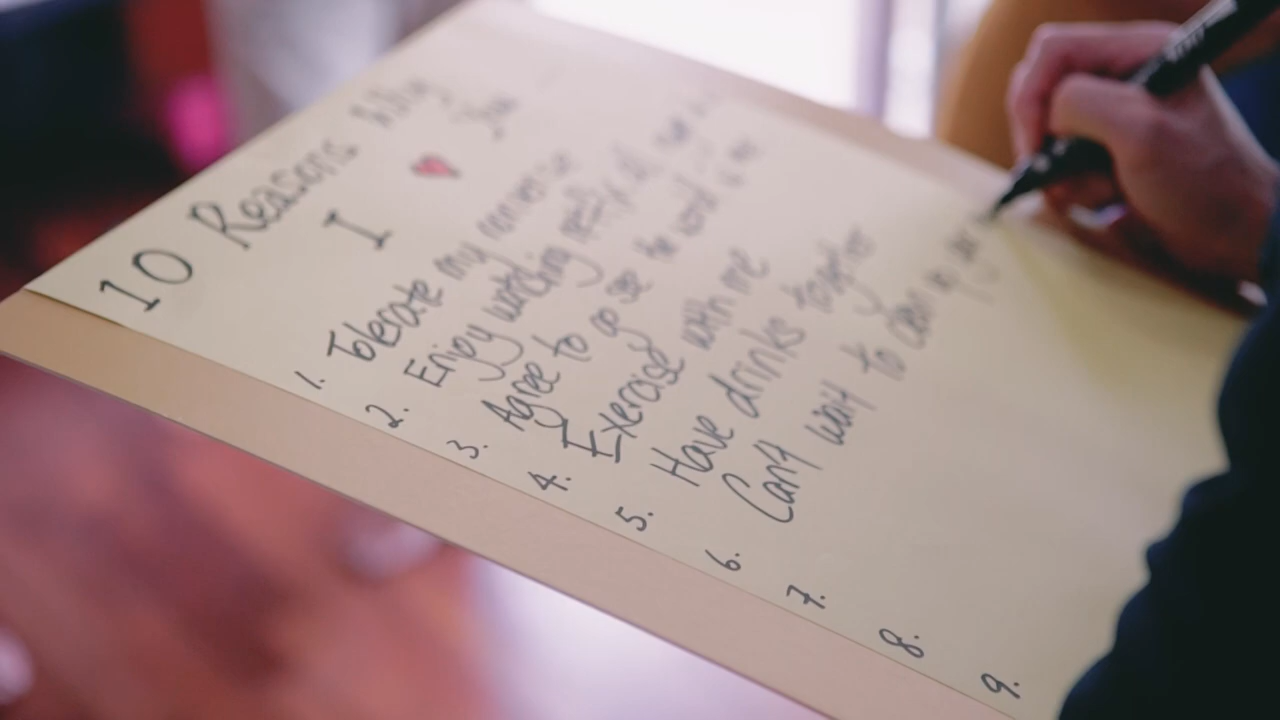 10 Reasons Why
I ♥ You
1. Tolerate my
2. Enjoy watching
3. Agree to go see the world
4. Exercise with me
5. Have drinks together
6. Can't wait to
7.
8.
9.